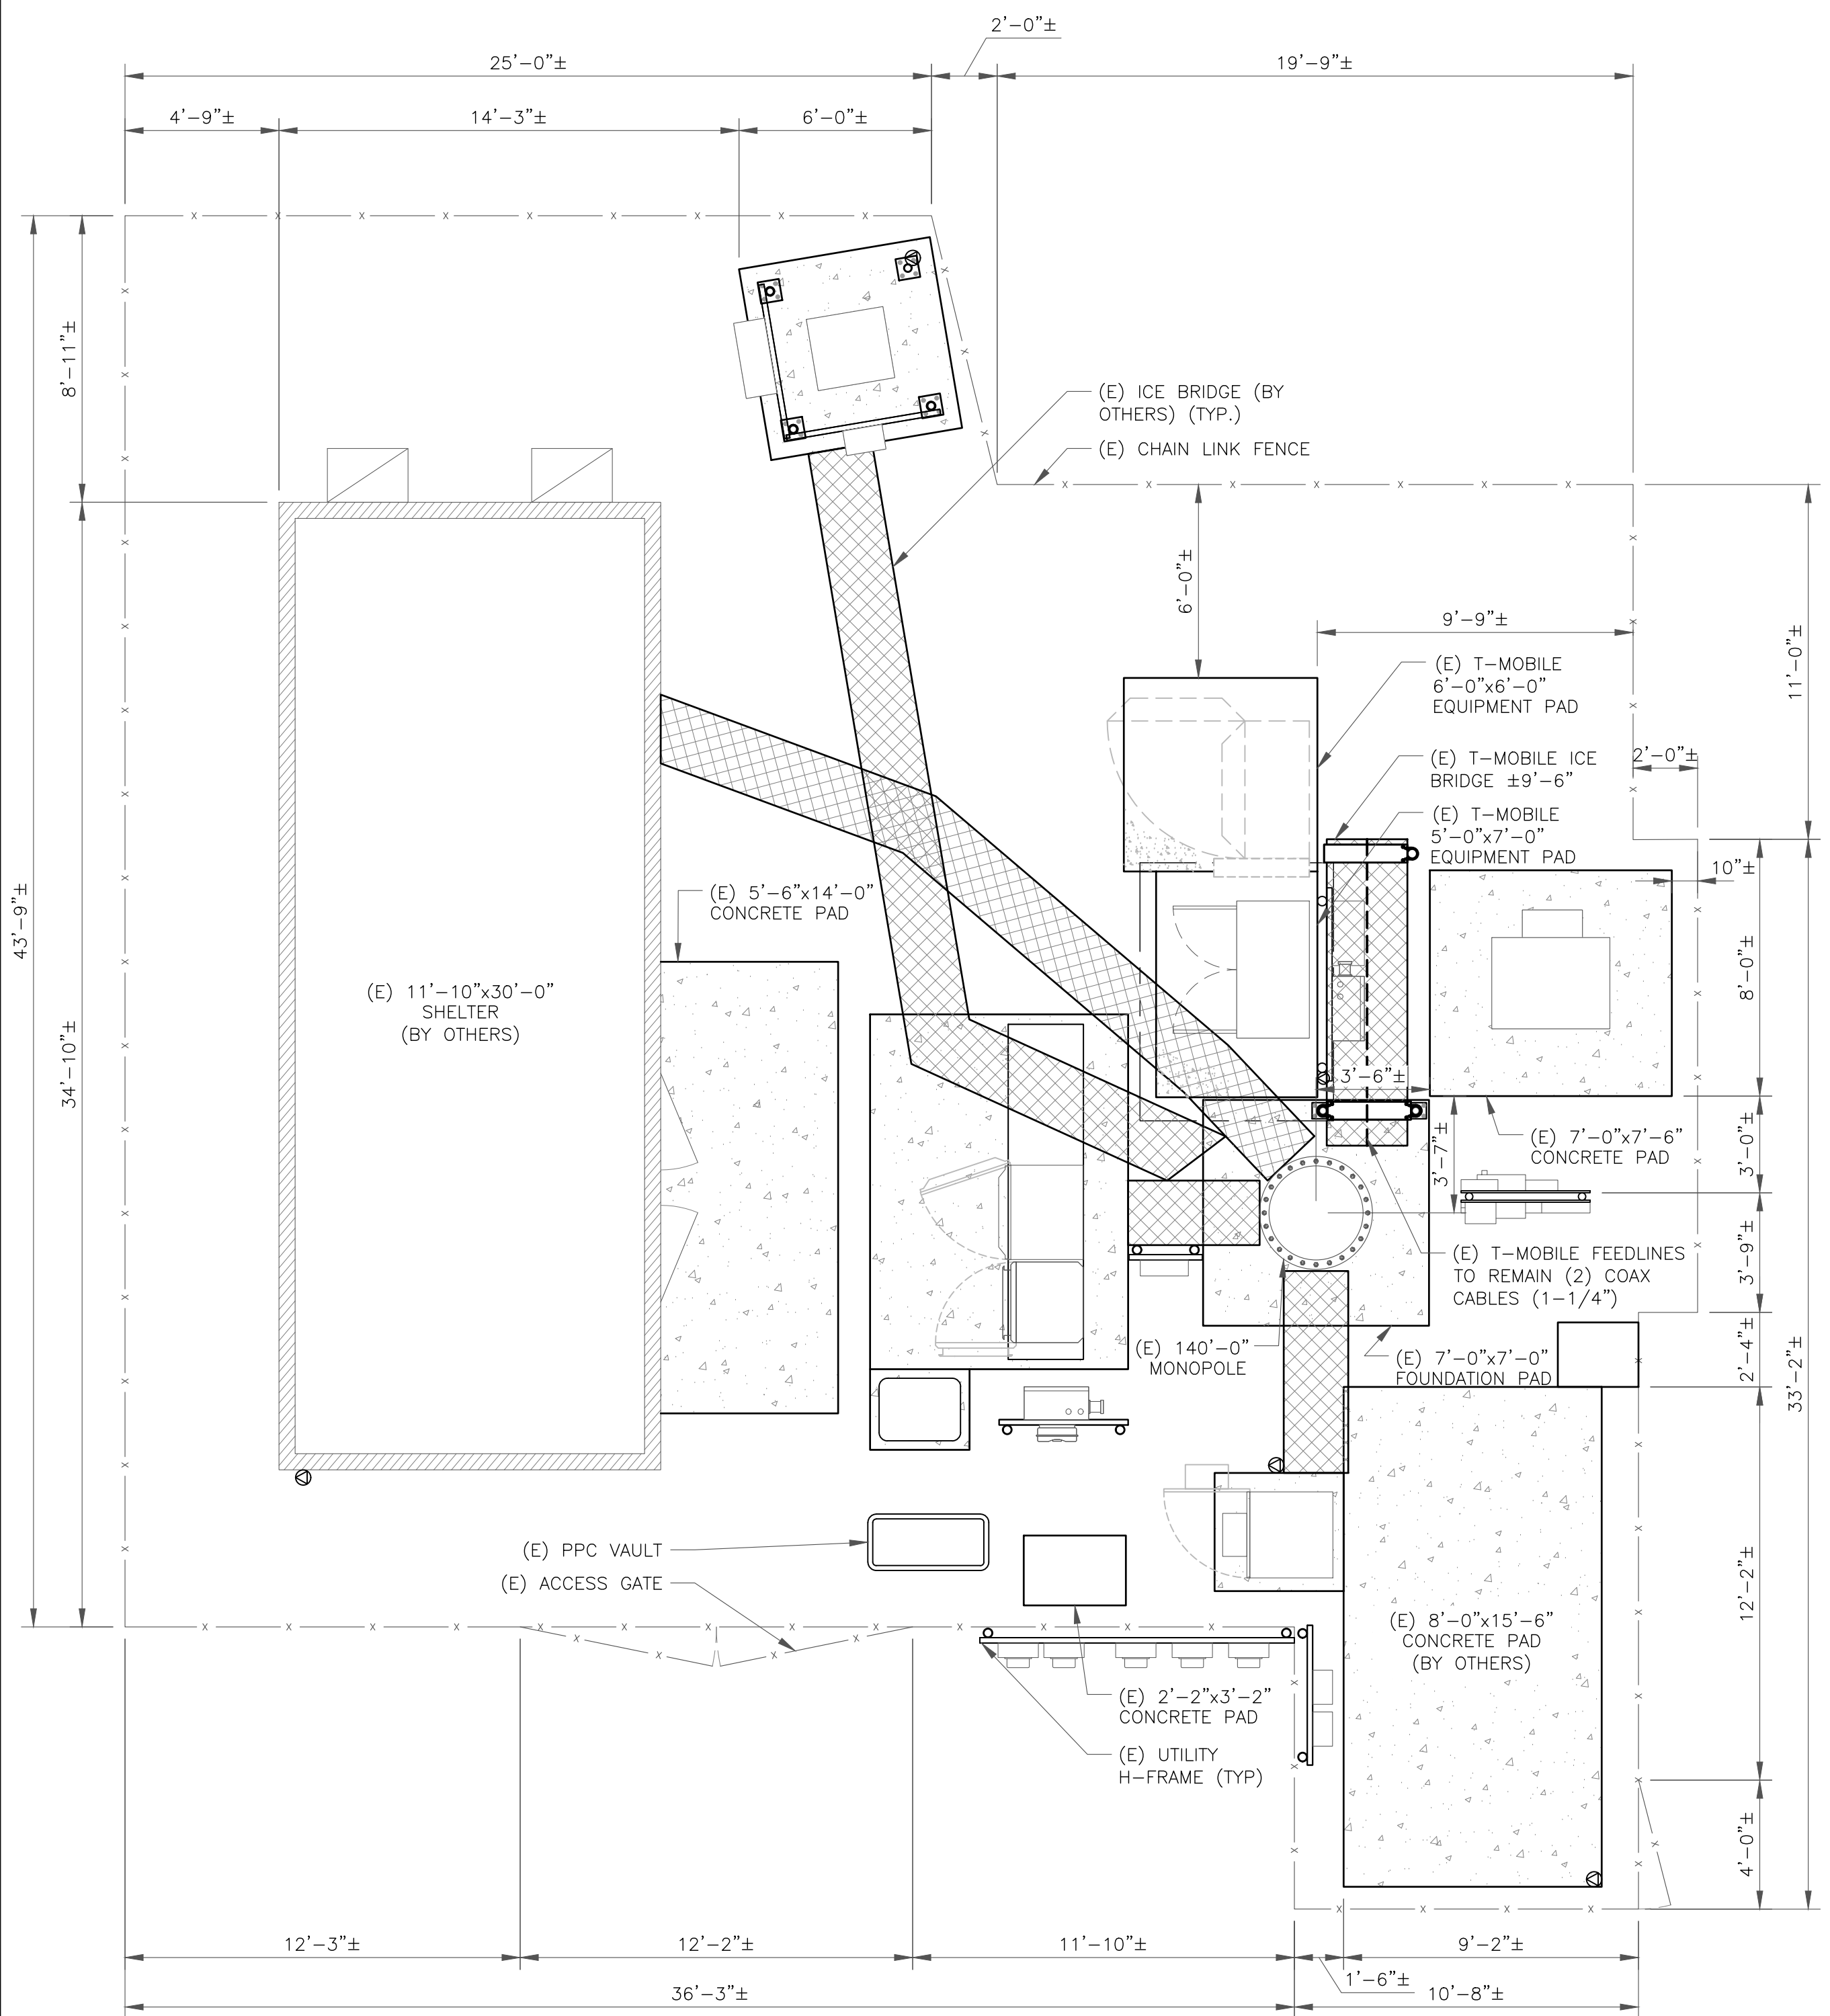 2'-0"±
25'-0"±
19'-9"±
4'-9"±
14'-3"±
6'-0"±
8'-11"±
(E) ICE BRIDGE (BY
OTHERS) (TYP.)
(E) CHAIN LINK FENCE
6'-0"±
9'-9"±
11'-0"±
(E) T-MOBILE
6'-0"x6'-0"
EQUIPMENT PAD
2'-0"±
(E) T-MOBILE ICE
BRIDGE ±9'-6"
(E) T-MOBILE
5'-0"x7'-0"
EQUIPMENT PAD
10"±
(E) 5'-6"x14'-0"
CONCRETE PAD
43'-9"±
34'-10"±
(E) 11'-10"x30'-0"
SHELTER
(BY OTHERS)
8'-0"±
3'-6"±
(E) 7'-0"x7'-6"
CONCRETE PAD
3'-7"±
3'-0"±
3'-9"±
(E) T-MOBILE FEEDLINES
TO REMAIN (2) COAX
CABLES (1-1/4")
(E) 140'-0"
MONOPOLE
(E) 7'-0"x7'-0"
FOUNDATION PAD
2'-4"±
33'-2"±
(E) PPC VAULT
(E) ACCESS GATE
12'-2"±
(E) 8'-0"x15'-6"
CONCRETE PAD
(BY OTHERS)
(E) 2'-2"x3'-2"
CONCRETE PAD
(E) UTILITY
H-FRAME (TYP)
4'-0"±
12'-3"±
12'-2"±
11'-10"±
9'-2"±
1'-6"±
36'-3"±
10'-8"±